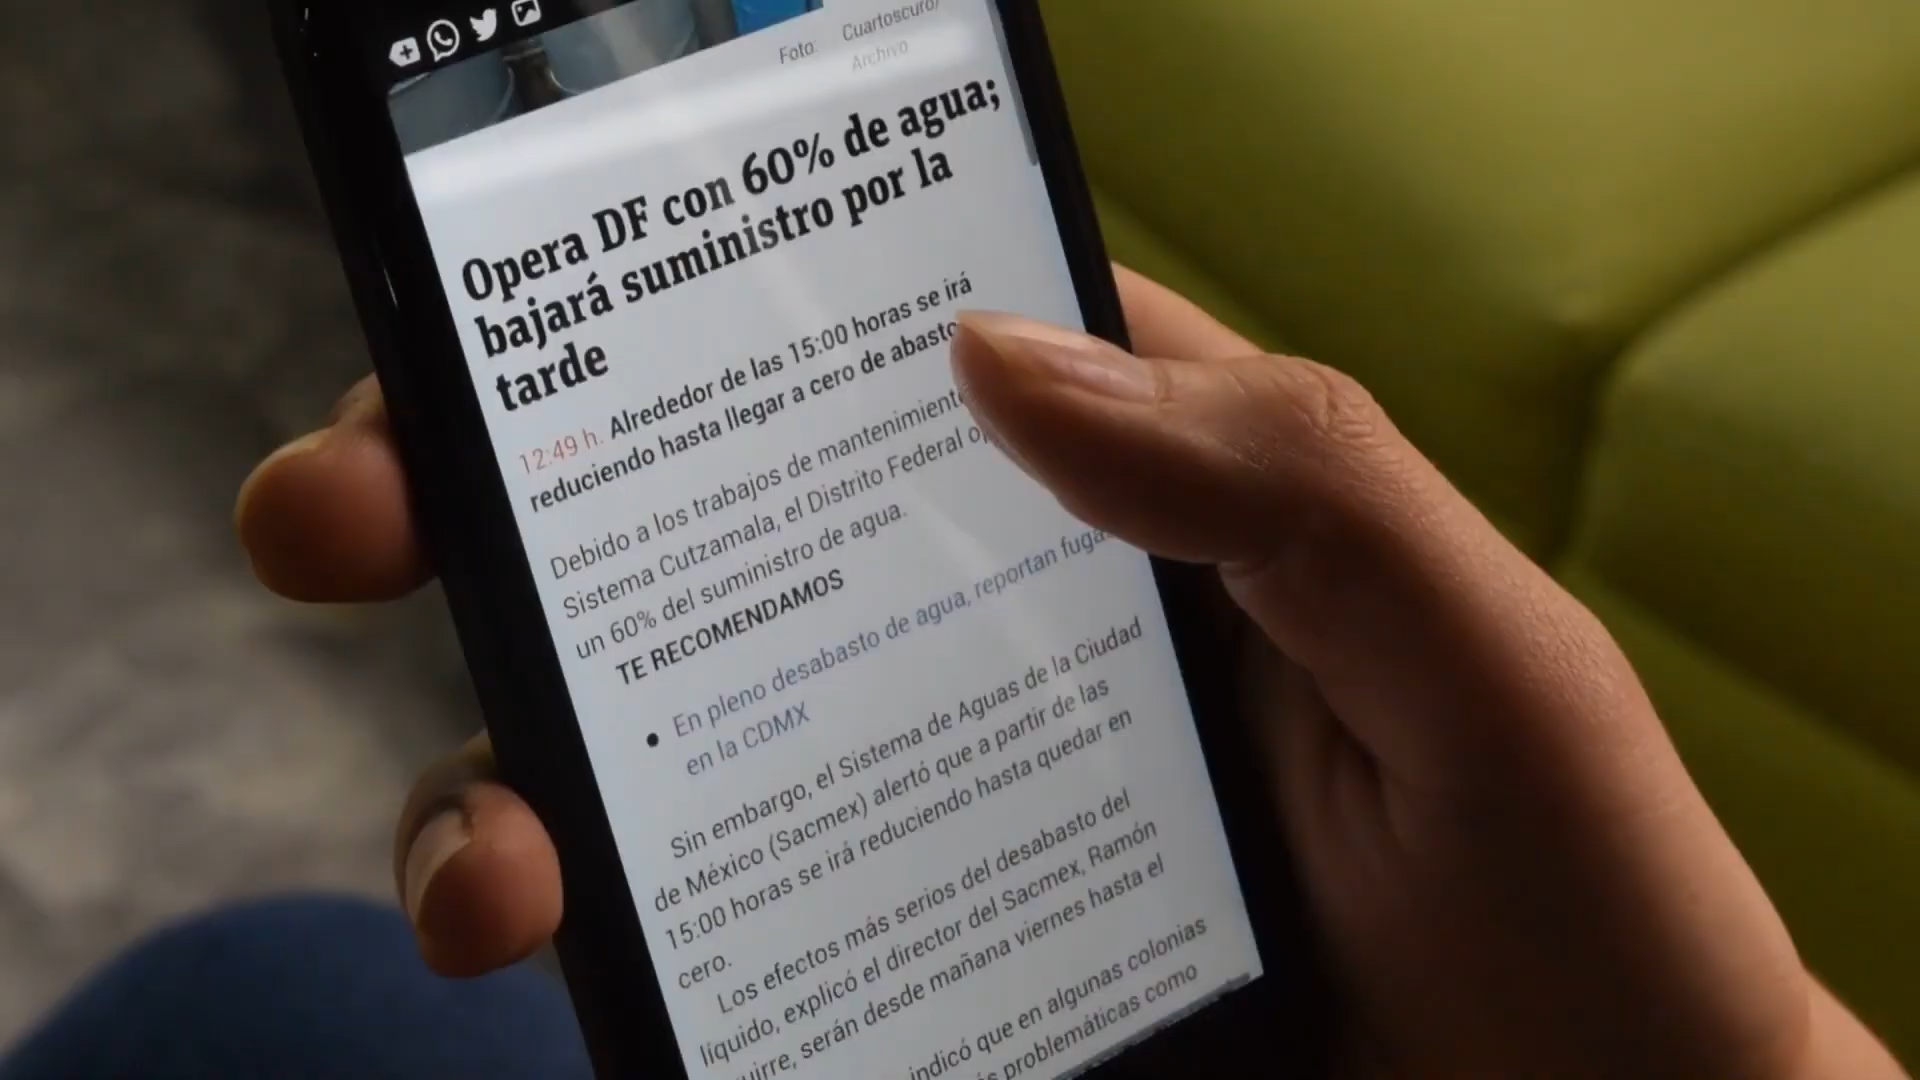 Foto: Cuartoscuro/
Archivo
Opera DF con 60% de agua;
bajará suministro por la
tarde
12:49 h. Alrededor de las 15:00 horas se irá
reduciendo hasta llegar a cero de abasto
Debido a los trabajos de mantenimiento
Sistema Cutzamala, el Distrito Federal
un 60% del suministro de agua.
TE RECOMENDAMOS
• En pleno desabasto de agua, reportan fugas
en la CDMX
Sin embargo, el Sistema de Aguas de la Ciudad
de México (Sacmex) alertó que a partir de las
15:00 horas se irá reduciendo hasta quedar en
cero.
Los efectos más serios del desabasto del
líquido, explicó el director del Sacmex, Ramón
serán desde mañana viernes hasta el
indicó que en algunas colonias
problemáticas como